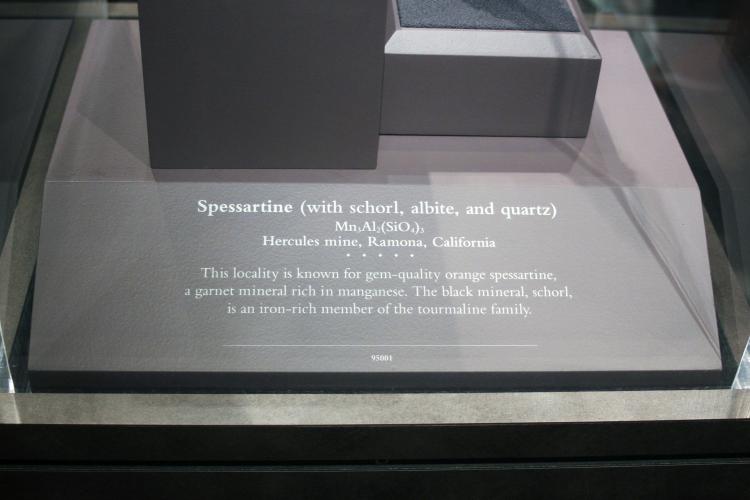 Spessartine (with schorl, albite, and quartz)
Mn₃Al₂(SiO₄)₃
Hercules mine, Ramona, California
• • • • •
This locality is known for gem-quality orange spessartine,
a garnet mineral rich in manganese. The black mineral, schorl,
is an iron-rich member of the tourmaline family.
95001